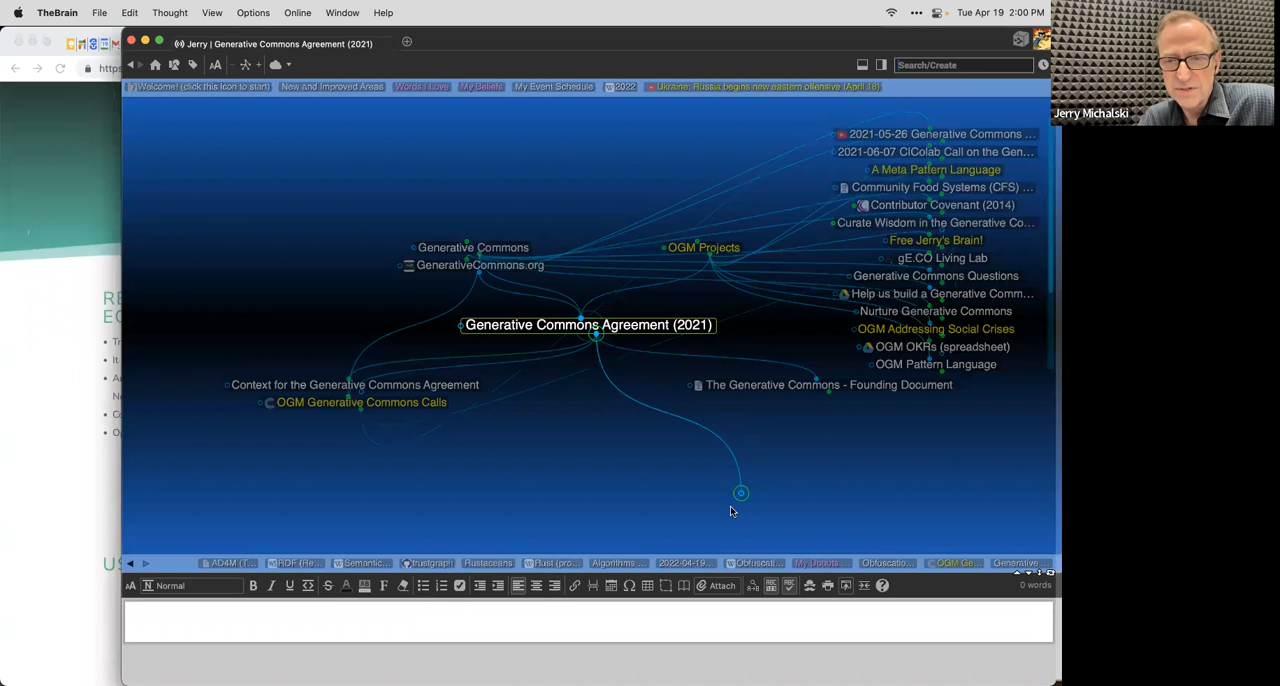 TheBrain File Edit Thought View Options Online Window Help
Tue Apr 19 2:00 PM
Jerry | Generative Commons Agreement (2021)
Search/Create
https
Welcome! (click this icon to start) New and Improved Areas Words I Love My Beliefs My Event Schedule 2022 Ukraine: Russia begins new eastern offensive (April 18)
Jerry Michalski
2021-05-26 Generative Commons ...
2021-06-07 CIColab Call on the Gen...
A Meta Pattern Language
Community Food Systems (CFS) ...
Contributor Covenant (2014)
Curate Wisdom in the Generative Co...
Free Jerry's Brain!
gE.CO Living Lab
Generative Commons Questions
Help us build a Generative Comm...
Nurture Generative Commons
OGM Addressing Social Crises
OGM OKRs (spreadsheet)
OGM Pattern Language
Generative Commons
GenerativeCommons.org
OGM Projects
Generative Commons Agreement (2021)
Context for the Generative Commons Agreement
OGM Generative Commons Calls
The Generative Commons - Founding Document
AD4M (T... RDF (Re... Semantic... trustgraph Rustaceans Rust (pro... Algorithms ... 2022-04-19... Obfuscati... My Doubts... Obfuscatio... OGM Ge... Generative ...
Normal
Attach
0 words